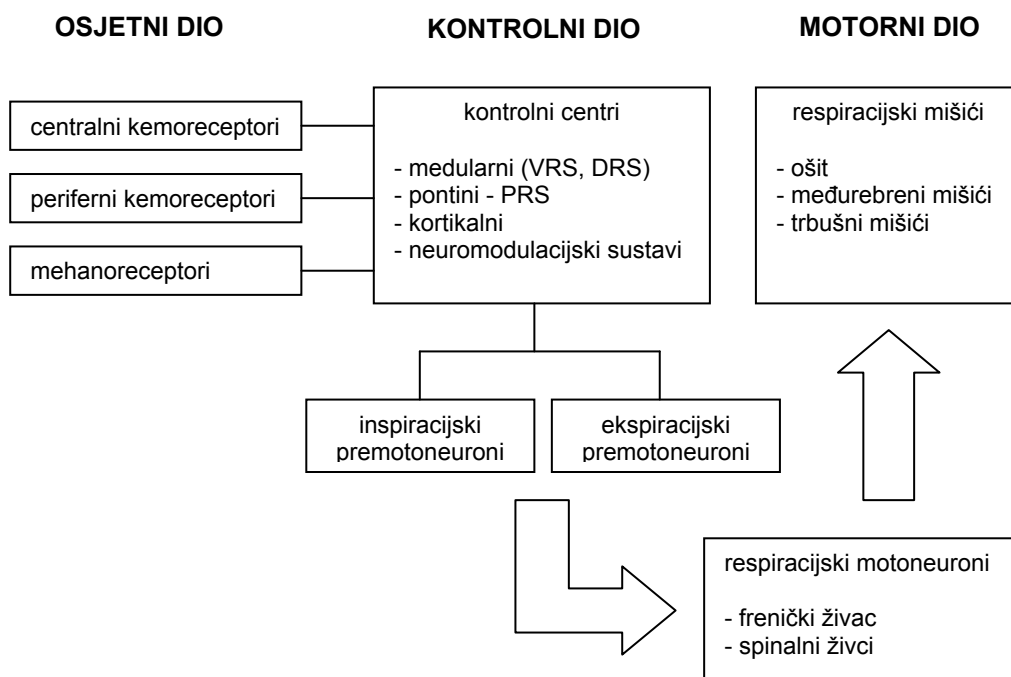 OSJETNI DIO
KONTROLNI DIO
MOTORNI DIO
centralni kemoreceptori
periferni kemoreceptori
mehanoreceptori
kontrolni centri
- medularni (VRS, DRS)
- pontini - PRS
- kortikalni
- neuromodulacijski sustavi
inspiracijski
premotoneuroni
ekspiracijski
premotoneuroni
respiracijski mišići
- ošit
- međurebreni mišići
- trbušni mišići
respiracijski motoneuroni
- frenički živac
- spinalni živci